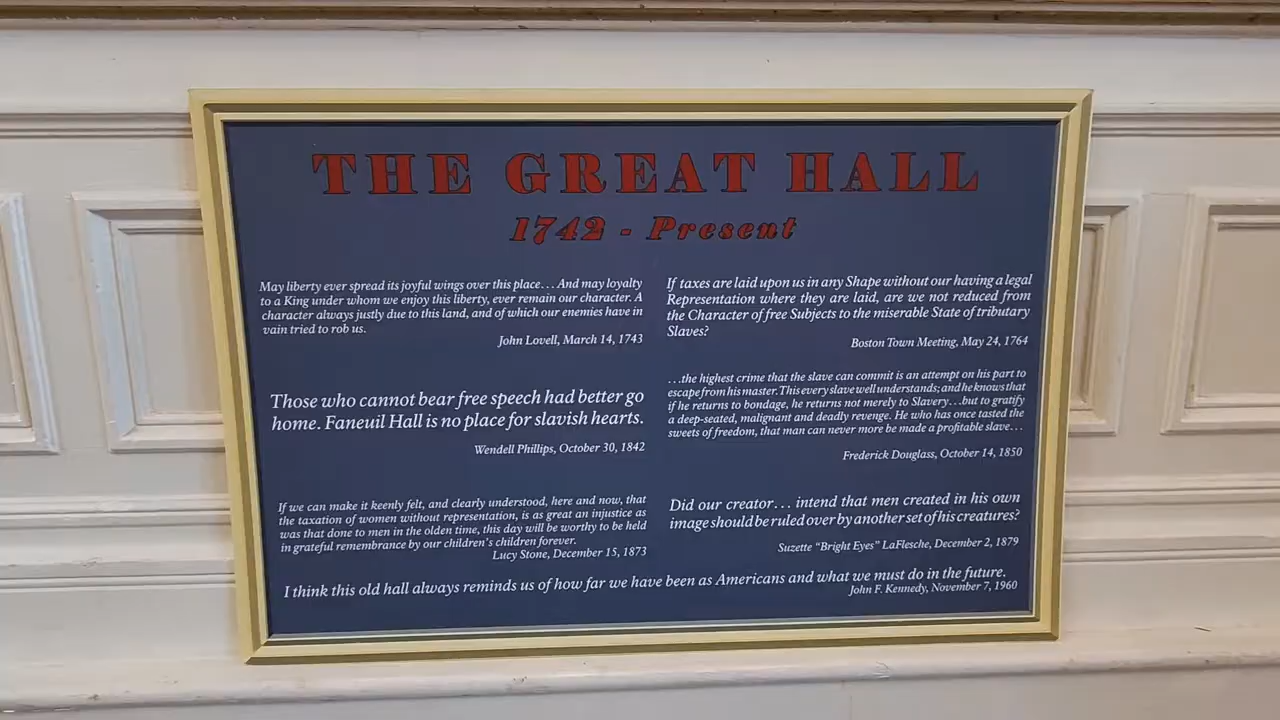 THE GREAT HALL
1742 - Present
May liberty ever spread its joyful wings over this place... And may loyalty
to a King under whom we enjoy this liberty, ever remain our character. A
character always justly due to this land, and of which our enemies have in
vain tried to rob us.
John Lovell, March 14, 1743
If taxes are laid upon us in any Shape without our having a legal
Representation where they are laid, are we not reduced from
the Character of free Subjects to the miserable State of tributary
Slaves?
Boston Town Meeting, May 24, 1764
Those who cannot bear free speech had better go
home. Faneuil Hall is no place for slavish hearts.
Wendell Phillips, October 30, 1842
...the highest crime that the slave can commit is an attempt on his part to
escape from his master. This every slave well understands; and he knows that
if he returns to bondage, he returns not merely to Slavery...but to gratify
a deep-seated, malignant and deadly revenge. He who has once tasted the
sweets of freedom, that man can never more be made a profitable slave...
Frederick Douglass, October 14, 1850
If we can make it keenly felt, and clearly understood, here and now, that
the taxation of women without representation, is as great an injustice as
was that done to men in the olden time, this day will be worthy to be held
in grateful remembrance by our children's children forever.
Lucy Stone, December 15, 1873
Did our creator... intend that men created in his own
image should be ruled over by another set of his creatures?
Suzette "Bright Eyes" LaFlesche, December 2, 1879
I think this old hall always reminds us of how far we have been as Americans and what we must do in the future.
John F. Kennedy, November 7, 1960